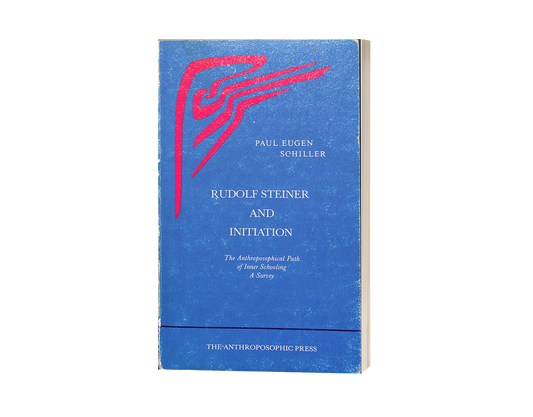 PAUL EUGEN
SCHILLER
RUDOLF STEINER
AND
INITIATION
The Anthroposophical Path
of Inner Schooling
A Survey
THE ANTHROPOSOPHIC PRESS